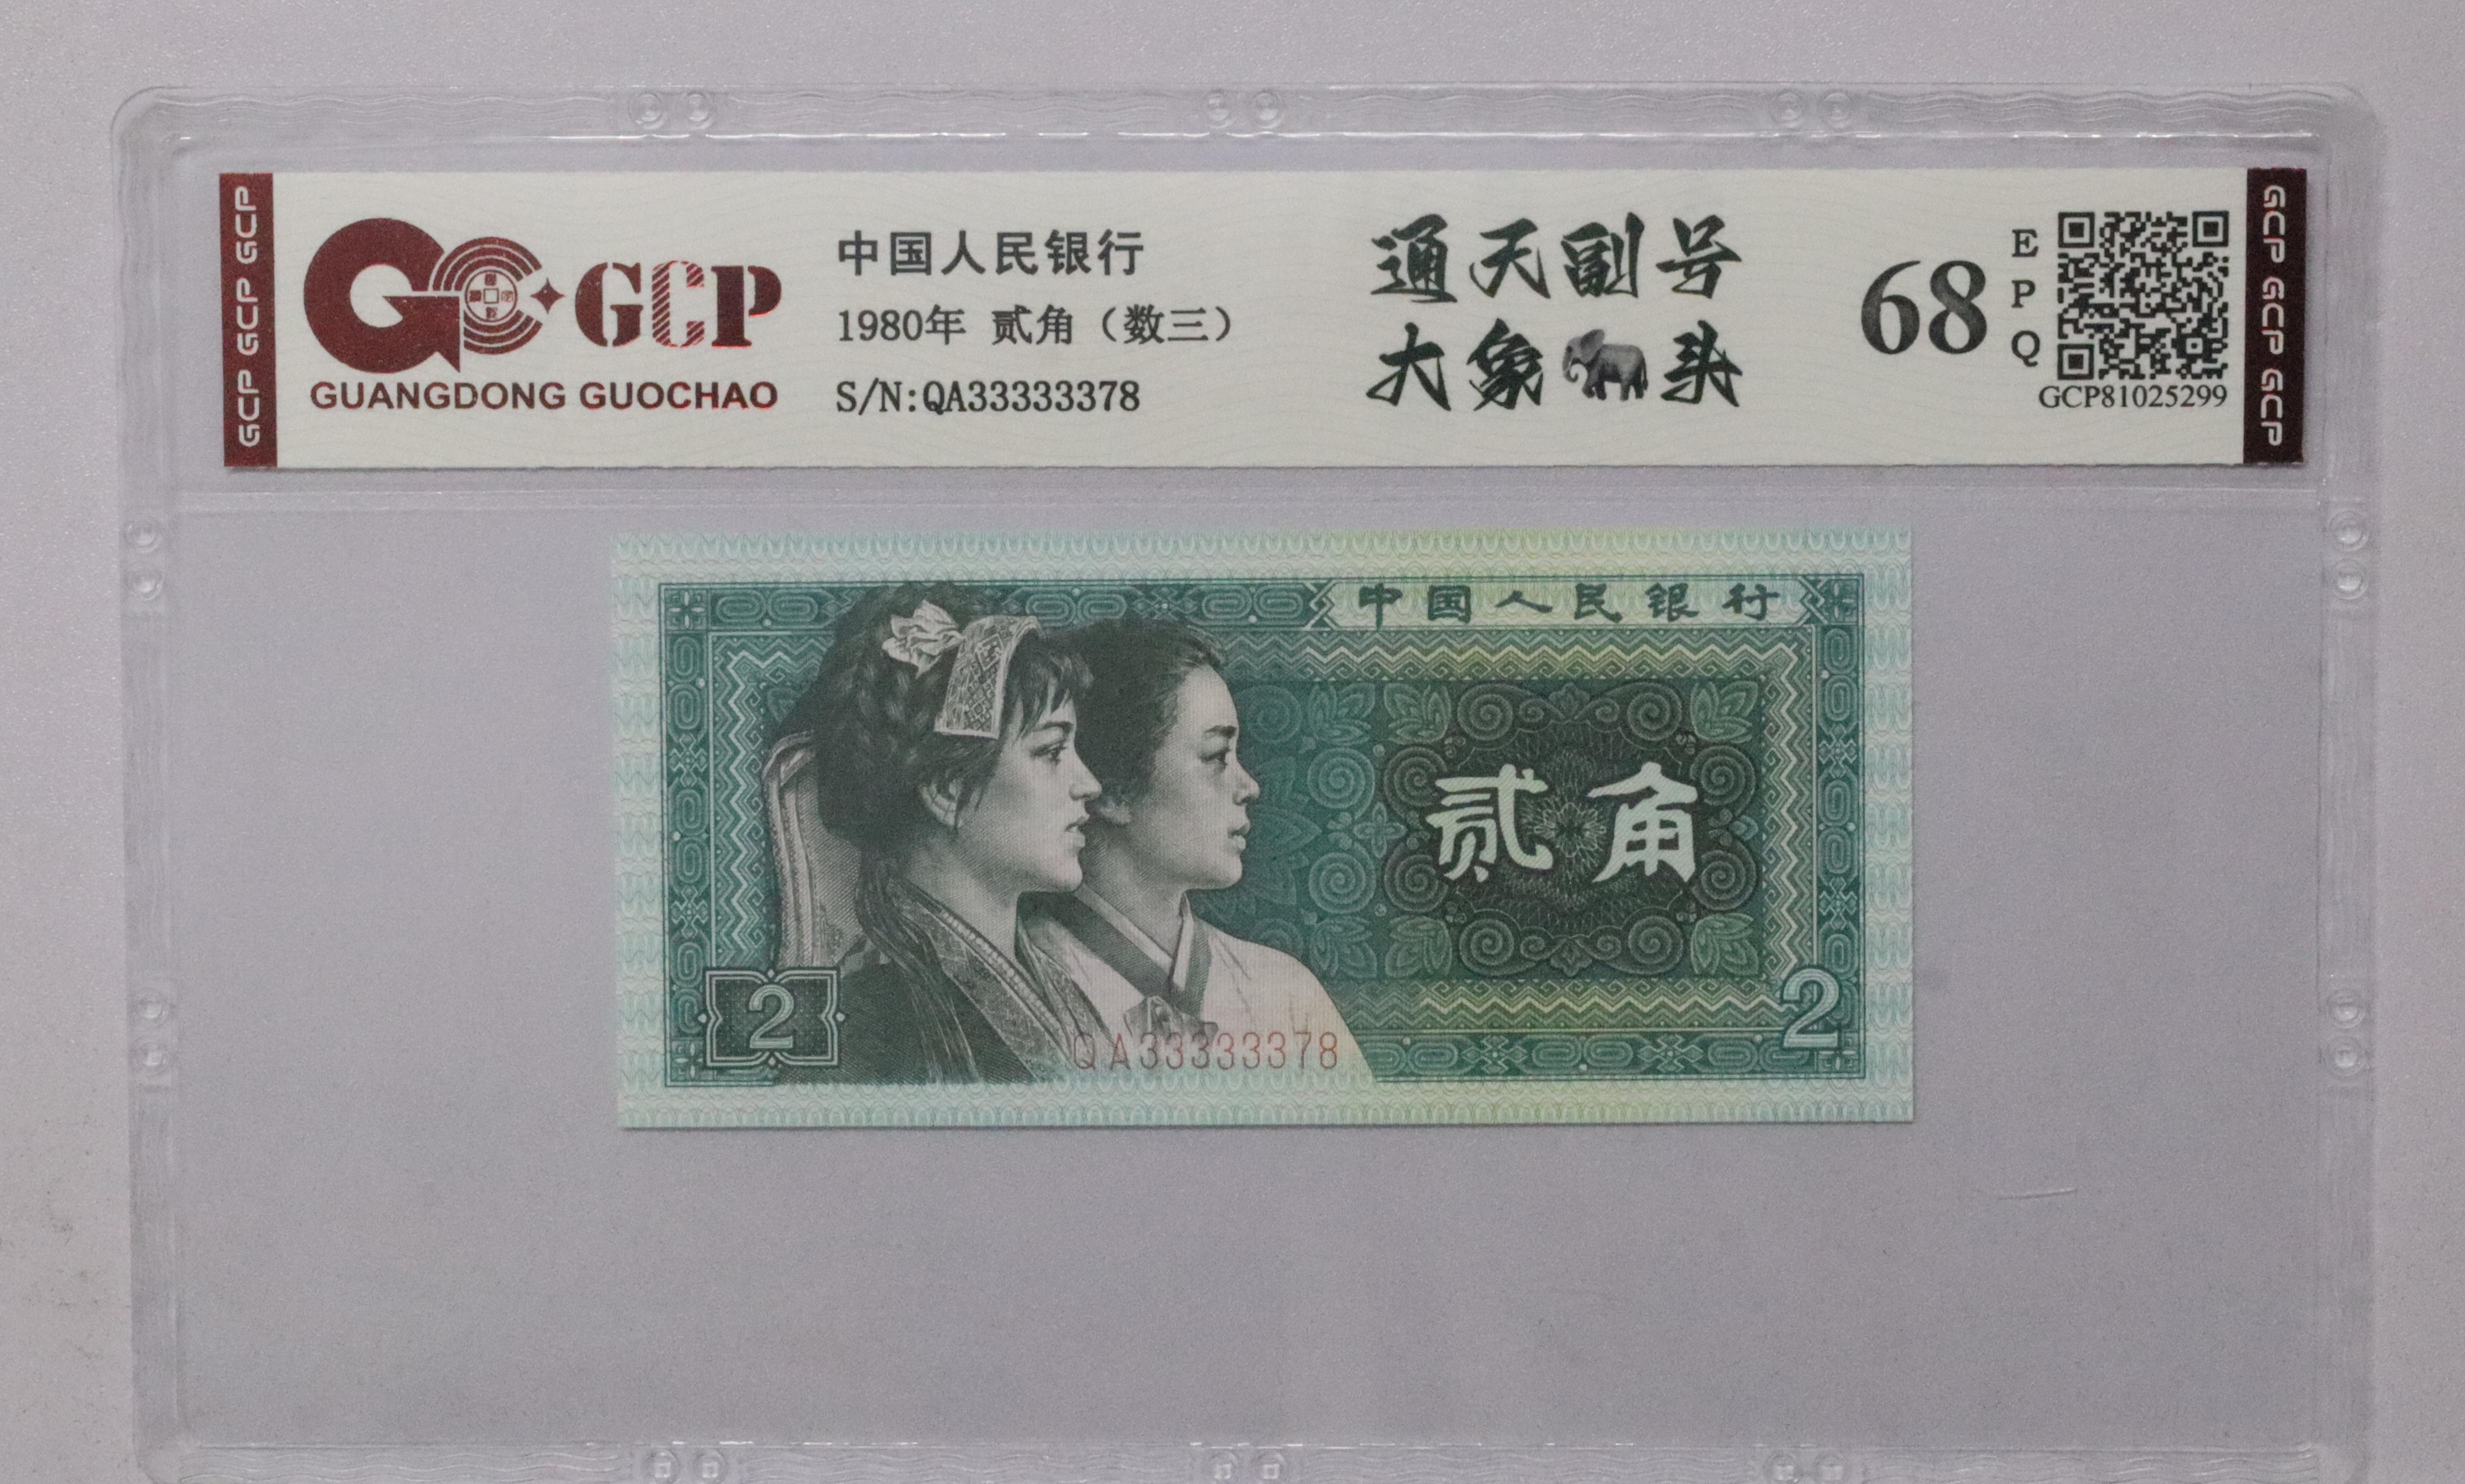 GCP GCP GCP
GCP
GUANGDONG GUOCHAO
中国人民银行
1980年 贰角（数三）
S/N:QA33333378
通天副号
大象头
68
EPQ
GCP81025299
GCP GCP GCP
中国人民银行
贰角
2
QA33333378
2